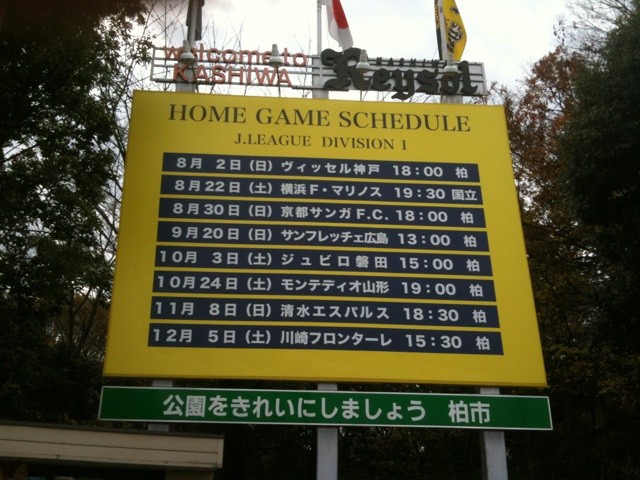 welcome to
KASHIWA Reysol
HOME GAME SCHEDULE
J.LEAGUE DIVISION 1
8月 2日(日) ヴィッセル神戸 18:00 柏
8月22日(土) 横浜F・マリノス 19:30 国立
8月30日(日) 京都サンガF.C. 18:00 柏
9月20日(日) サンフレッチェ広島 13:00 柏
10月 3日(土) ジュビロ磐田 15:00 柏
10月24日(土) モンテディオ山形 19:00 柏
11月 8日(日) 清水エスパルス 18:30 柏
12月 5日(土) 川崎フロンターレ 15:30 柏
公園をきれいにしましょう 柏市